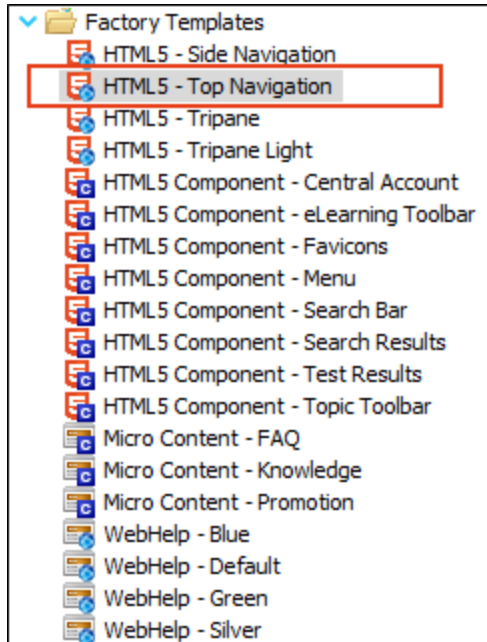 Factory Templates
HTML5 - Side Navigation
HTML5 - Top Navigation
HTML5 - Tripane
HTML5 - Tripane Light
HTML5 Component - Central Account
HTML5 Component - eLearning Toolbar
HTML5 Component - Favicons
HTML5 Component - Menu
HTML5 Component - Search Bar
HTML5 Component - Search Results
HTML5 Component - Test Results
HTML5 Component - Topic Toolbar
Micro Content - FAQ
Micro Content - Knowledge
Micro Content - Promotion
WebHelp - Blue
WebHelp - Default
WebHelp - Green
WebHelp - Silver